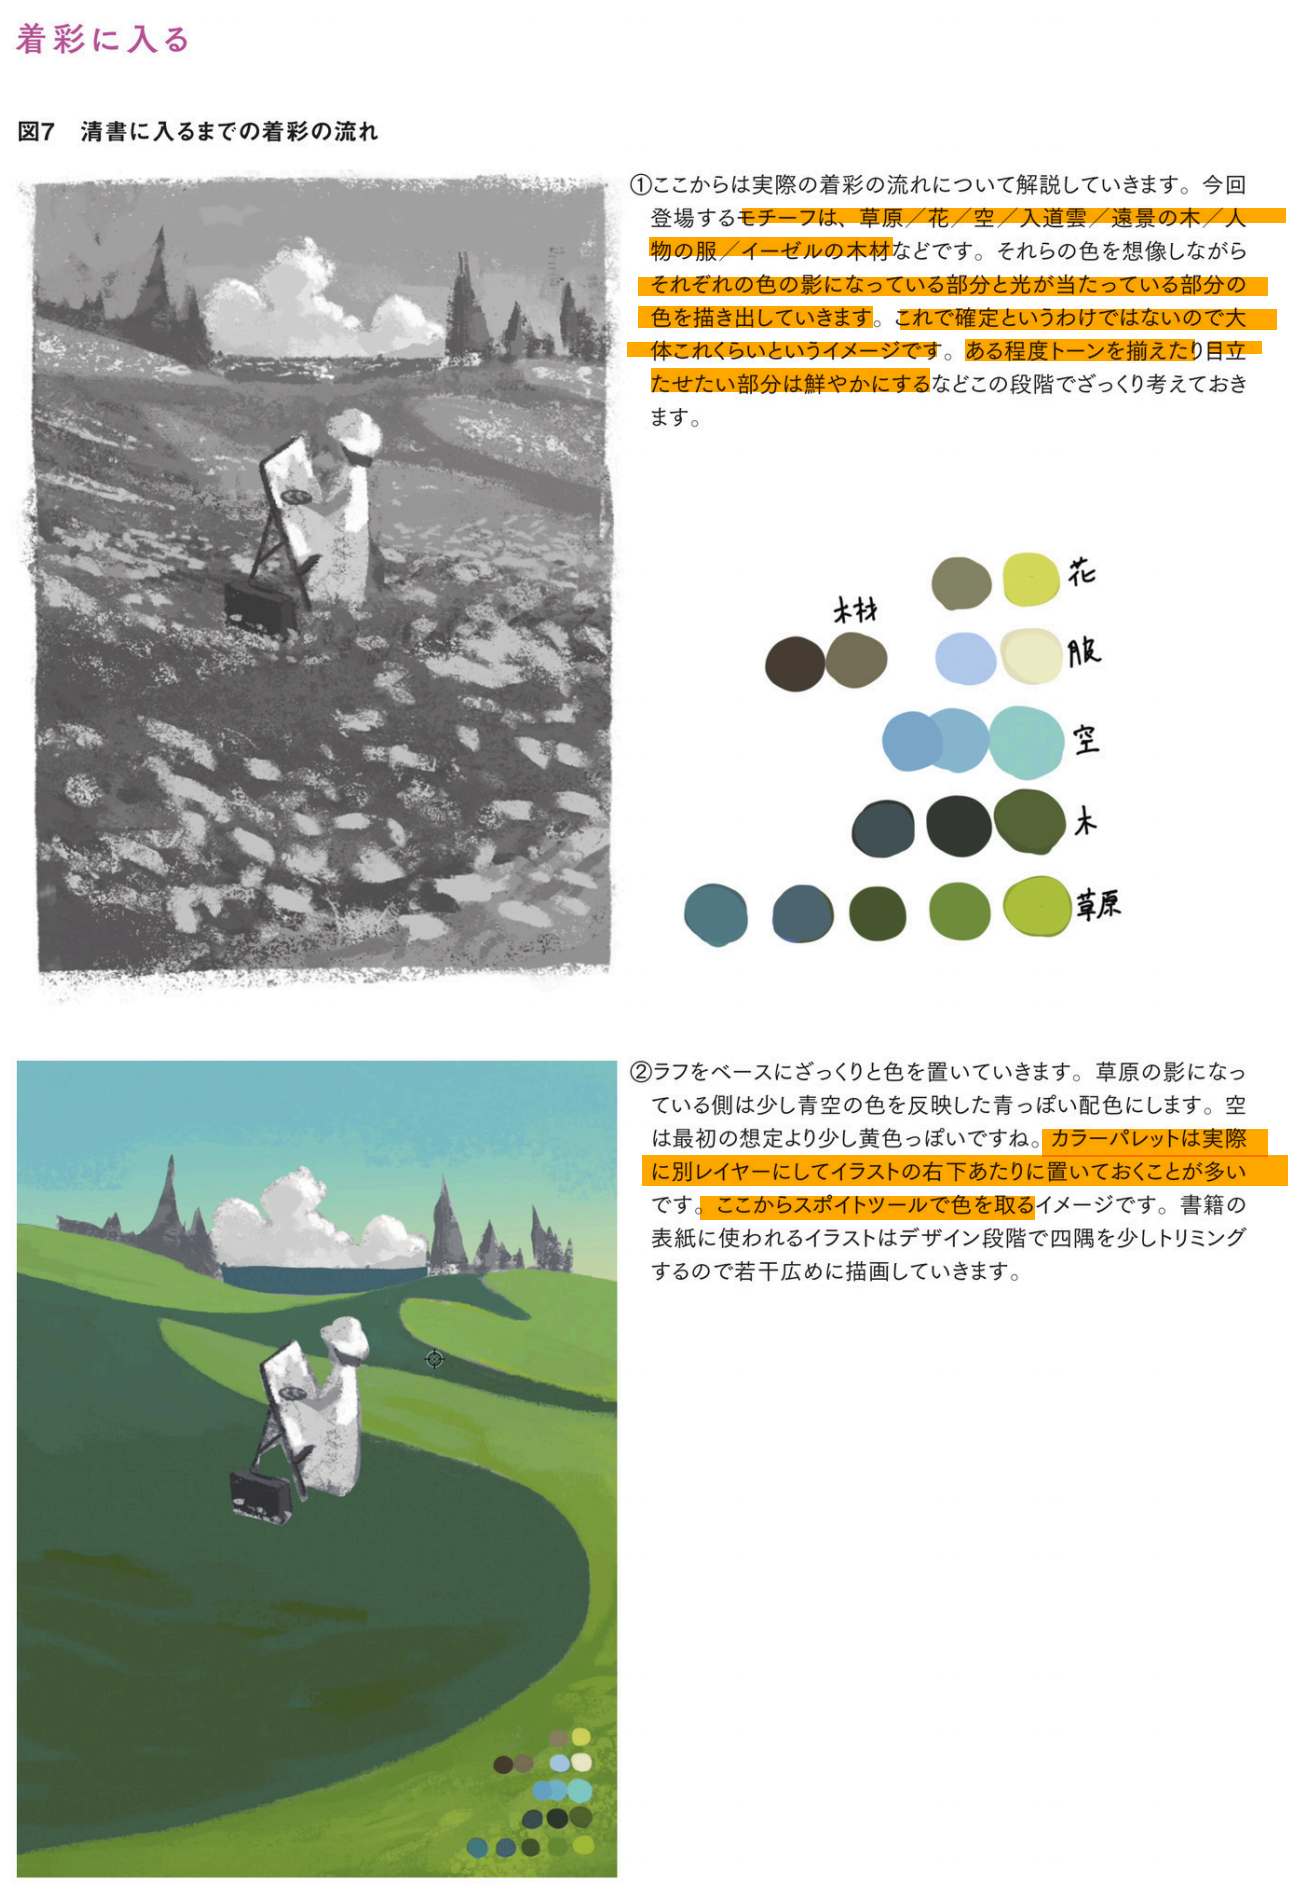 着彩に入る
図7　清書に入るまでの着彩の流れ
①ここからは実際の着彩の流れについて解説していきます。今回
登場するモチーフは、草原／花／空／入道雲／遠景の木／人
物の服／イーゼルの木材などです。それらの色を想像しながら
それぞれの色の影になっている部分と光が当たっている部分の
色を描き出していきます。これで確定というわけではないので大
体これくらいというイメージです。ある程度トーンを揃えたり目立
たせたい部分は鮮やかにするなどこの段階でざっくり考えておき
ます。
花
木材
服
空
木
草原
②ラフをベースにざっくりと色を置いていきます。草原の影になっ
ている側は少し青空の色を反映した青っぽい配色にします。空
は最初の想定より少し黄色っぽいですね。カラーパレットは実際
に別レイヤーにしてイラストの右下あたりに置いておくことが多い
です。ここからスポイトツールで色を取るイメージです。書籍の
表紙に使われるイラストはデザイン段階で四隅を少しトリミング
するので若干広めに描画していきます。